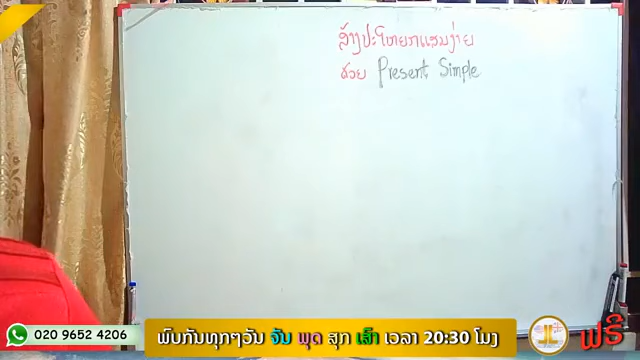 ສ້າງປະໂຫຍກແສນງ່າຍ
ດ້ວຍ Present Simple
020 9652 4206
ພົບກັນທຸກໆວັນ ຈັນ ພຸດ ສຸກ ເສົາ ເວລາ 20:30 ໂມງ
ຟຣີ